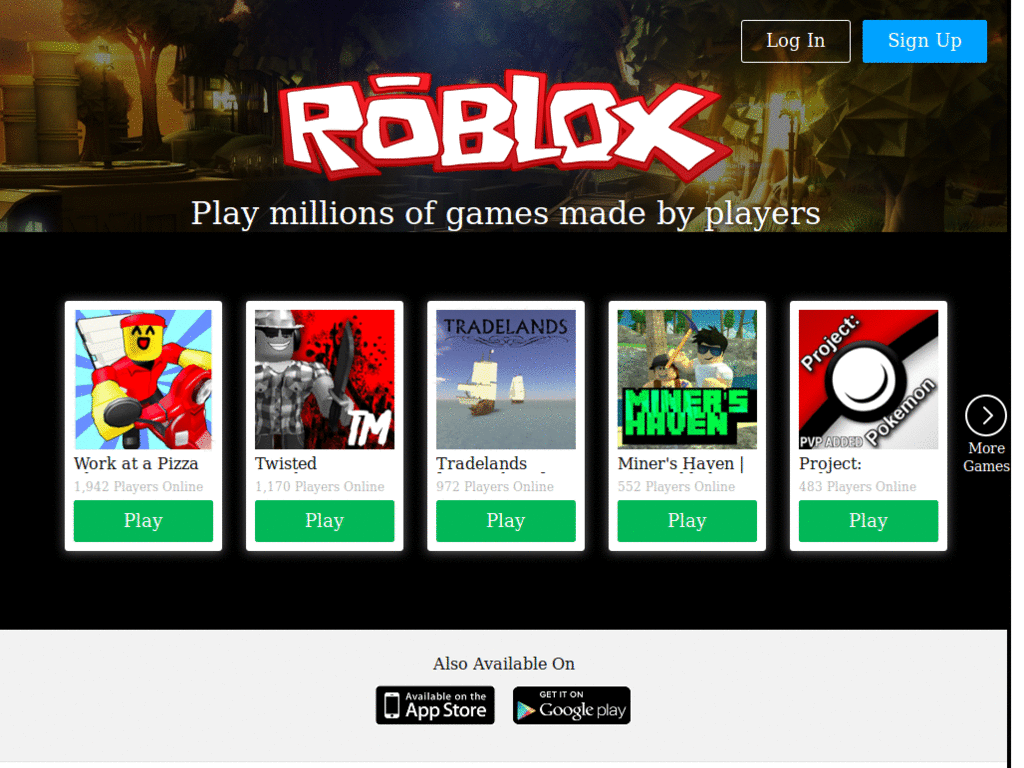 Log In
Sign Up
RŌBLOX
Play millions of games made by players
TRADELANDS
TM
MINER'S
HAVEN
Project:
Pokemon
PVP ADDED
Work at a Pizza
Twisted
Tradelands
Miner's Haven |
Project:
1,942 Players Online
1,170 Players Online
972 Players Online
552 Players Online
483 Players Online
Play
Play
Play
Play
Play
More
Games
Also Available On
Available on the
App Store
GET IT ON
Google play